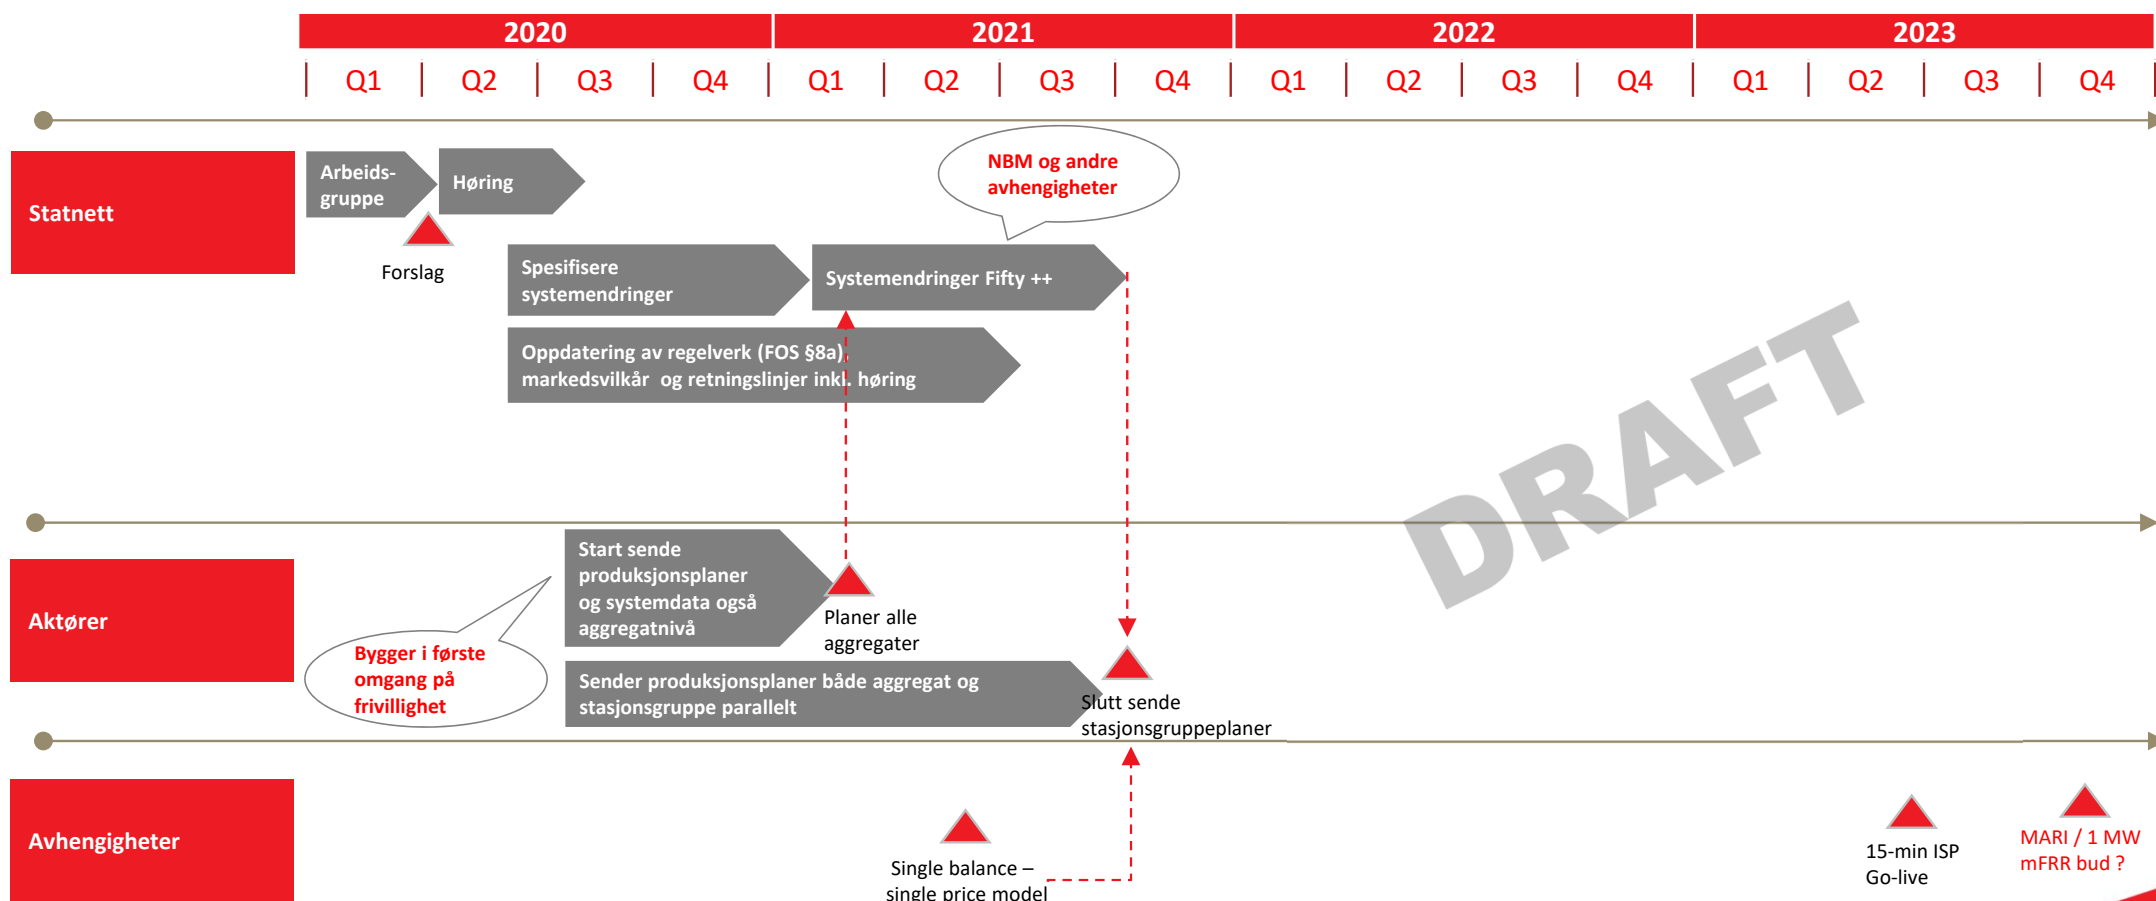 2020
2021
2022
2023
Q1
Q2
Q3
Q4
Q1
Q2
Q3
Q4
Q1
Q2
Q3
Q4
Q1
Q2
Q3
Q4
Statnett
Arbeids-
gruppe
Høring
NBM og andre
avhengigheter
Forslag
Spesifisere
systemendringer
Systemendringer Fifty ++
Oppdatering av regelverk (FOS §8a),
markedsvilkår og retningslinjer inkl. høring
DRAFT
Aktører
Start sende
produksjonsplaner
og systemdata også
aggregatnivå
Planer alle
aggregater
Bygger i første
omgang på
frivillighet
Sender produksjonsplaner både aggregat og
stasjonsgruppe parallelt
Slutt sende
stasjonsgruppeplaner
Avhengigheter
Single balance –
single price model
15-min ISP
Go-live
MARI / 1 MW
mFRR bud ?